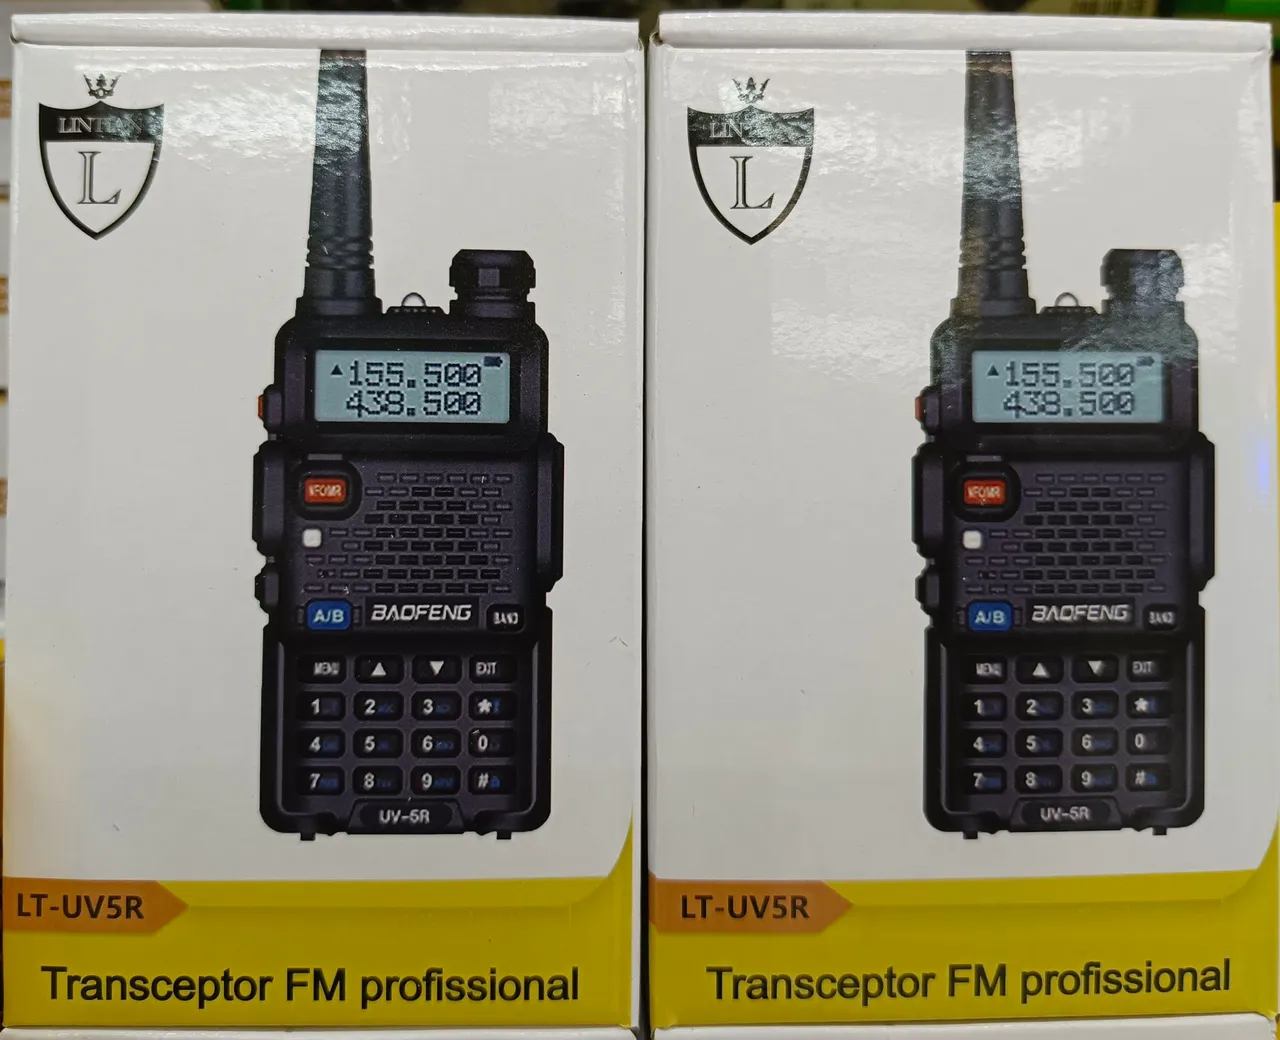 LINTIAN
L
155.500
438.500
VFO/MR
A/B
BAOFENG
BAND
MENU
EXIT
1
2
3
*
4
5
6
0
7
8
9
#
UV-5R
LT-UV5R
Transceptor FM profissional
LIN
L
155.500
438.500
VFO/MR
A/B
BAOFENG
BAND
MENU
EXIT
1
2
3
*
4
5
6
0
7
8
9
#
UV-5R
LT-UV5R
Transceptor FM profissional